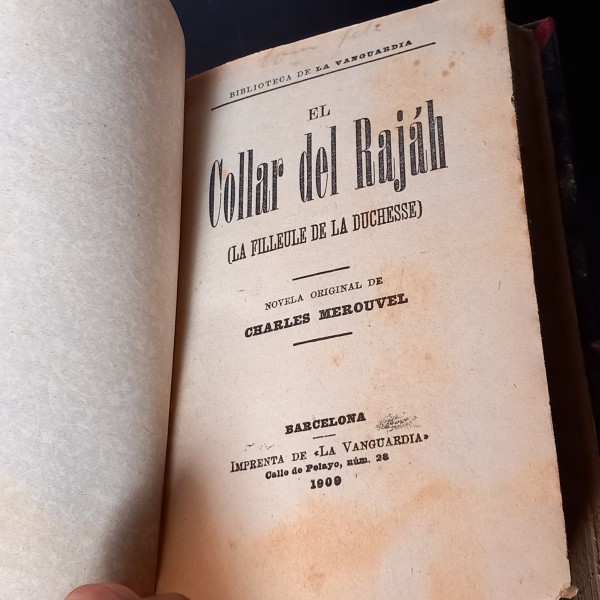 BIBLIOTECA DE LA VANGUARDIA
EL
Collar del Rajáh
(LA FILLEULE DE LA DUCHESSE)
NOVELA ORIGINAL DE
CHARLES MEROUVEL
BARCELONA
IMPRENTA DE «LA VANGUARDIA»
Calle de Pelayo, núm. 28
1909